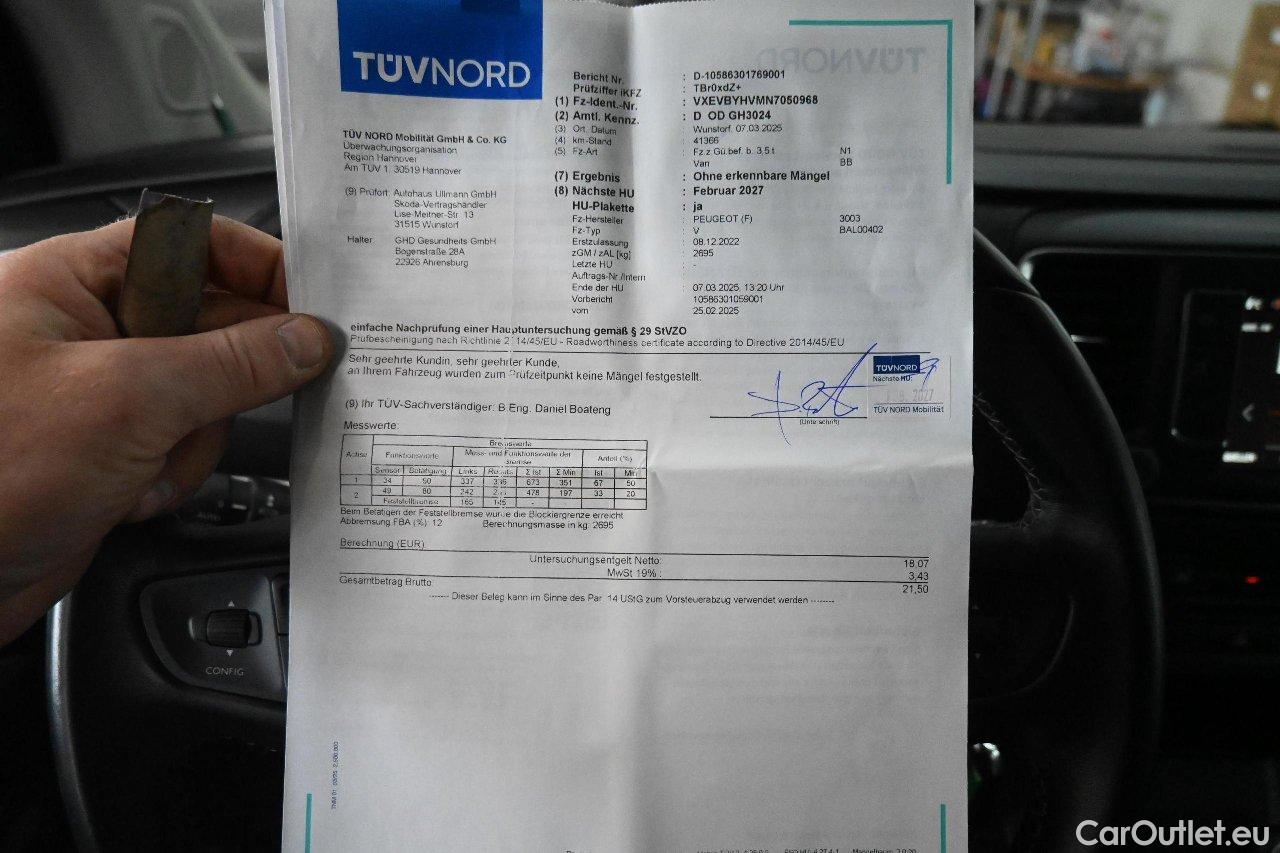 TÜVNORD
Bericht Nr. : D-10586301769001
Prüfziffer iKFZ : TBr0xdZ+
(1) Fz-Ident.-Nr. : VXEVBYHVMN7050968
(2) Amtl. Kennz. : D OD GH3024
(3) Ort, Datum : Wunstorf, 07.03.2025
(4) km-Stand : 41366
(5) Fz-Art : Fz.z.Gü.bef. b. 3,5 t N1
Van BB
(7) Ergebnis : Ohne erkennbare Mängel
(8) Nächste HU : Februar 2027
HU-Plakette : ja
Fz-Hersteller : PEUGEOT (F) 3003
Fz-Typ : V BAL00402
Erstzulassung : 08.12.2022
zGM / zAL [kg] : 2695
Letzte HU : -
Auftrags-Nr./Intern :
Ende der HU : 07.03.2025, 13:20 Uhr
Vorbericht : 10586301059001
vom : 25.02.2025
TÜV NORD Mobilität GmbH & Co. KG
Überwachungsorganisation
Region Hannover
Am TÜV 1, 30519 Hannover
(9) Prüfort: Autohaus Ullmann GmbH
Skoda-Vertragshändler
Lise-Meitner-Str. 13
31515 Wunstorf
Halter: GHD Gesundheits GmbH
Bogenstraße 28A
22926 Ahrensburg
einfache Nachprüfung einer Hauptuntersuchung gemäß § 29 StVZO
Prüfbescheinigung nach Richtlinie 2014/45/EU - Roadworthiness certificate according to Directive 2014/45/EU
Sehr geehrte Kundin, sehr geehrter Kunde,
an Ihrem Fahrzeug wurden zum Prüfzeitpunkt keine Mängel festgestellt.
(9) Ihr TÜV-Sachverständiger: B.Eng. Daniel Boateng
(Unterschrift)
TÜVNORD
Nächste HU:
2027
TÜV NORD Mobilität
Messwerte:
Bremswerte
Achse Funktionswerte Mess- und Funktionswerte der Bremse Anteil (%)
Sensor Betätigung Links Rechts Σ Ist Σ Min Ist Min
1 34 50 337 336 673 351 67 50
2 49 80 242 478 197 33 20
Feststellbremse 165 -
Beim Betätigen der Feststellbremse wurde die Blockiergrenze erreicht
Abbremsung FBA (%): 12 Berechnungsmasse in kg: 2695
Berechnung (EUR)
Untersuchungsentgelt Netto: 18,07
MwSt 19% : 3,43
Gesamtbetrag Brutto 21,50
------ Dieser Beleg kann im Sinne des Par. 14 UStG zum Vorsteuerabzug verwendet werden --------
AUTO
CONFIG
CarOutlet.eu